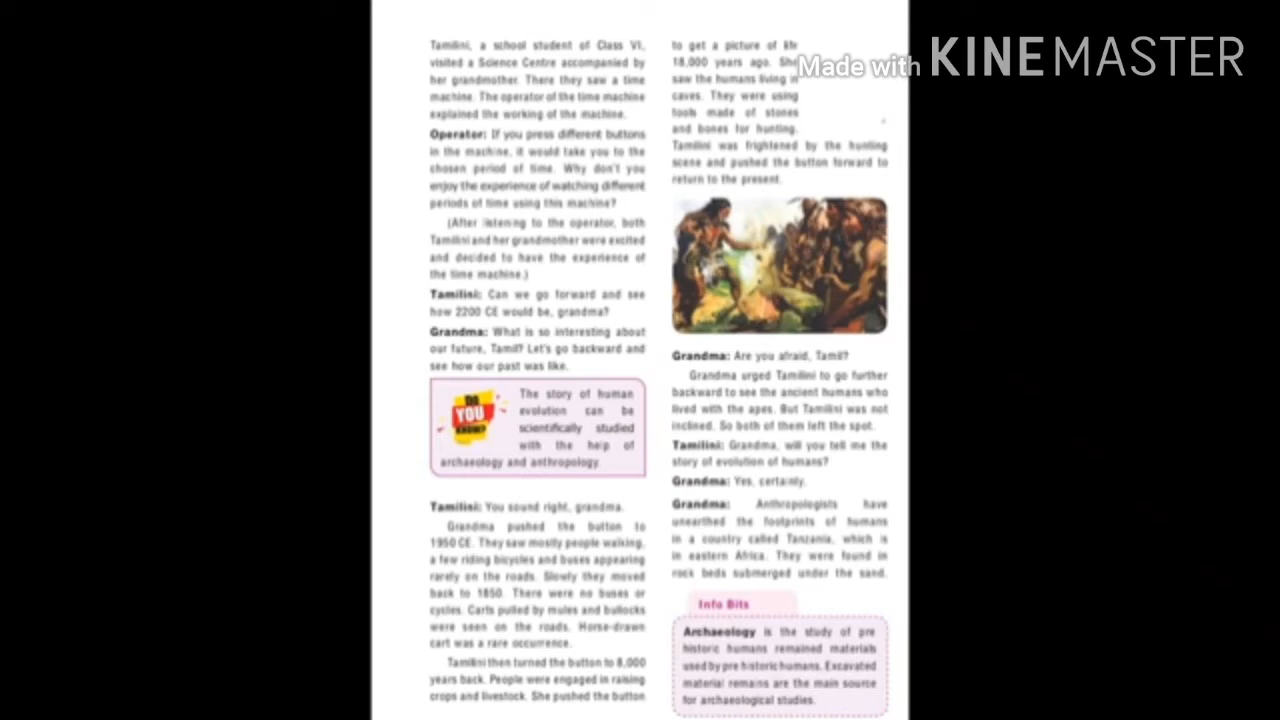 Tamilini, a school student of Class VI,
visited a Science Centre accompanied by
her grandmother. There they saw a time
machine. The operator of the time machine
explained the working of the machine.
Operator: If you press different buttons
in the machine, it would take you to the
chosen period of time. Why don't you
enjoy the experience of watching different
periods of time using this machine?
(After listening to the operator, both
Tamilini and her grandmother were excited
and decided to have the experience of
the time machine.)
Tamilini: Can we go forward and see
how 2200 CE would be, grandma?
Grandma: What is so interesting about
our future, Tamil? Let's go backward and
see how our past was like.
DO
YOU
KNOW?
The story of human
evolution can be
scientifically studied
with the help of
archaeology and anthropology
Tamilini: You sound right, grandma.
Grandma pushed the button to
1950 CE. They saw mostly people walking,
a few riding bicycles and buses appearing
rarely on the roads. Slowly they moved
back to 1850. There were no buses or
cycles. Carts pulled by mules and bullocks
were seen on the roads. Horse-drawn
cart was a rare occurrence.
Tamilini then turned the button to 8,000
years back. People were engaged in raising
crops and livestock. She pushed the button
to get a picture of life
18,000 years ago. She
saw the humans living in
caves. They were using
tools made of stones
and bones for hunting.
Tamilini was frightened by the hunting
scene and pushed the button forward to
return to the present.
Grandma: Are you afraid, Tamil?
Grandma urged Tamilini to go further
backward to see the ancient humans who
lived with the apes. But Tamilini was not
inclined. So both of them left the spot.
Tamilini: Grandma, will you tell me the
story of evolution of humans?
Grandma: Yes, certainly.
Grandma: Anthropologists have
unearthed the footprints of humans
in a country called Tanzania, which is
in eastern Africa. They were found in
rock beds submerged under the sand.
Info Bits
Archaeology is the study of pre
historic humans remained materials
used by pre historic humans. Excavated
material remains are the main source
for archaeological studies.
Made with KINEMASTER